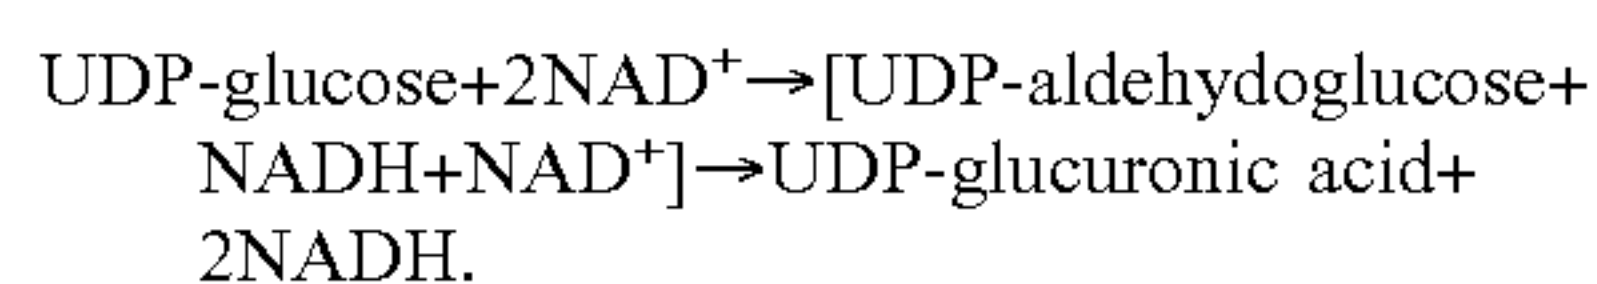 UDP-glucose+2NAD⁺→[UDP-aldehydoglucose+
NADH+NAD⁺]→UDP-glucuronic acid+
2NADH.